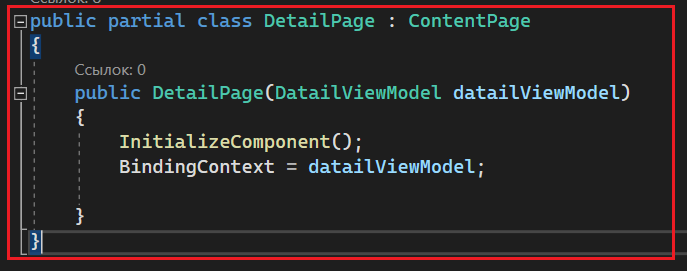 Ссылок: 0
public partial class DetailPage : ContentPage
{
Ссылок: 0
public DetailPage(DatailViewModel datailViewModel)
{
InitializeComponent();
BindingContext = datailViewModel;
}
}